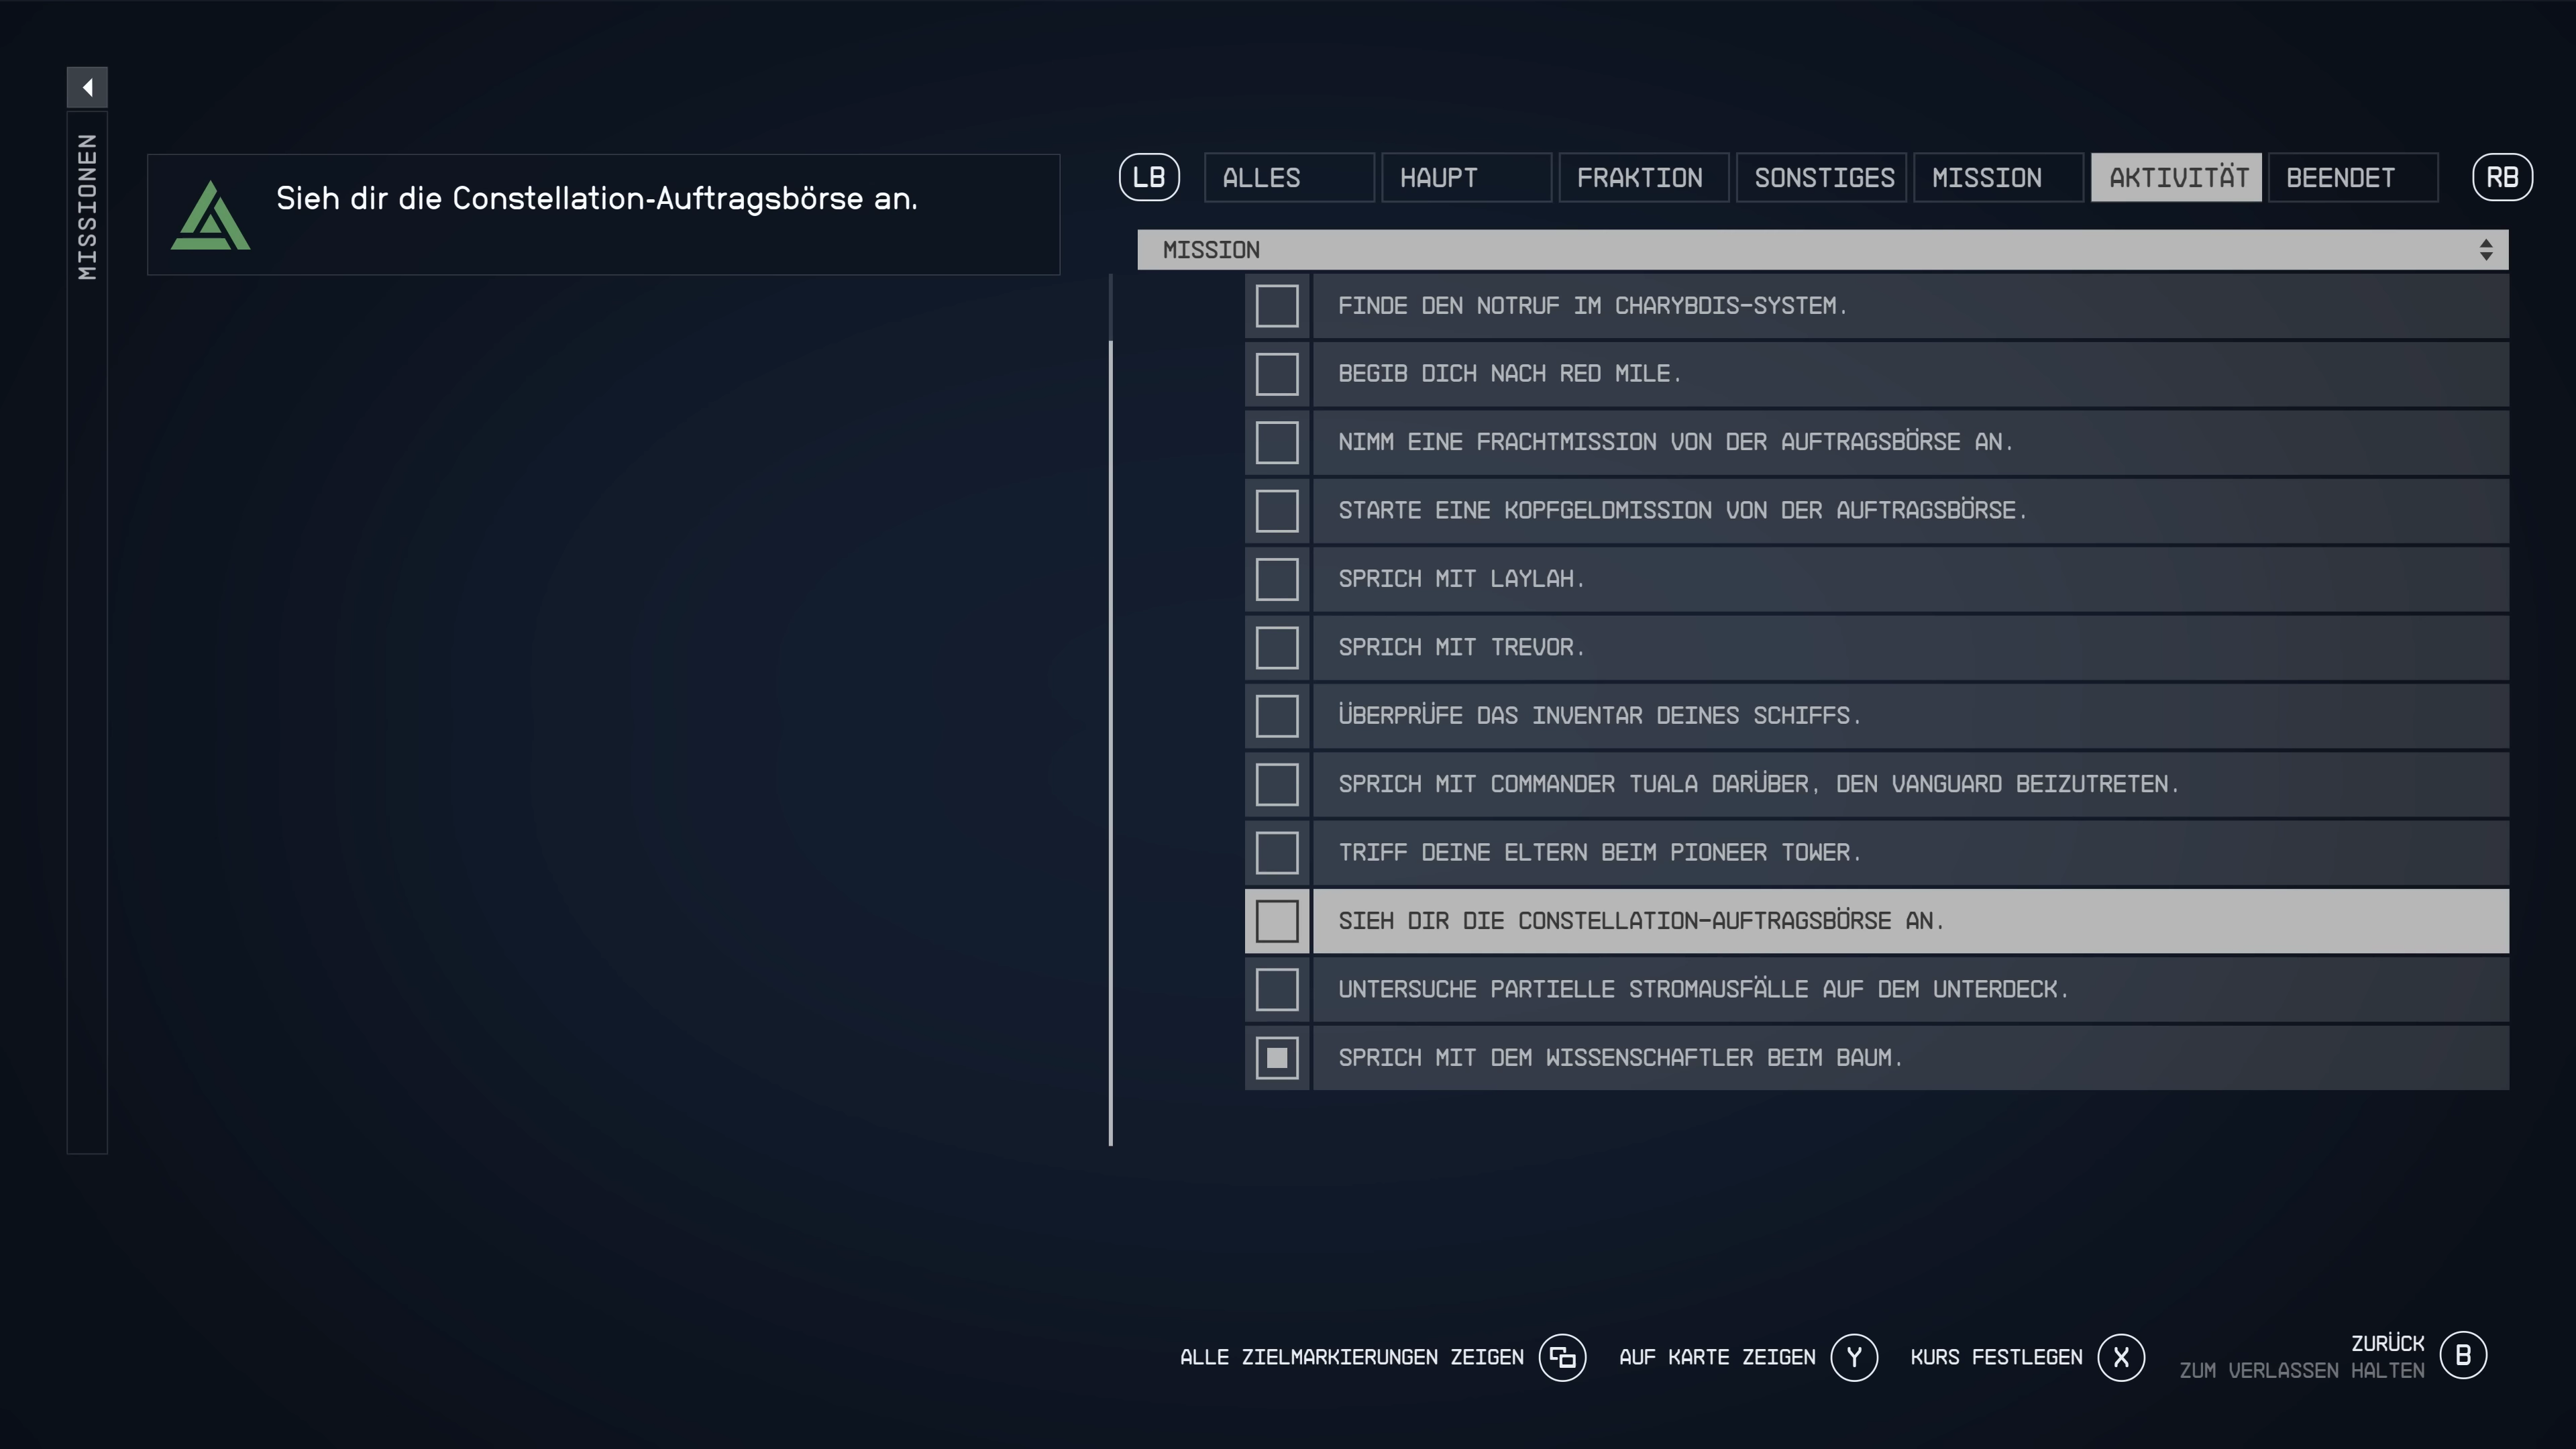 MISSIONEN
Sieh dir die Constellation-Auftragsbörse an.
LB ALLES HAUPT FRAKTION SONSTIGES MISSION AKTIVITÄT BEENDET RB
MISSION
FINDE DEN NOTRUF IM CHARYBDIS-SYSTEM.
BEGIB DICH NACH RED MILE.
NIMM EINE FRACHTMISSION VON DER AUFTRAGSBÖRSE AN.
STARTE EINE KOPFGELDMISSION VON DER AUFTRAGSBÖRSE.
SPRICH MIT LAYLAH.
SPRICH MIT TREVOR.
ÜBERPRÜFE DAS INVENTAR DEINES SCHIFFS.
SPRICH MIT COMMANDER TUALA DARÜBER, DEN VANGUARD BEIZUTRETEN.
TRIFF DEINE ELTERN BEIM PIONEER TOWER.
SIEH DIR DIE CONSTELLATION-AUFTRAGSBÖRSE AN.
UNTERSUCHE PARTIELLE STROMAUSFÄLLE AUF DEM UNTERDECK.
SPRICH MIT DEM WISSENSCHAFTLER BEIM BAUM.
ALLE ZIELMARKIERUNGEN ZEIGEN AUF KARTE ZEIGEN Y KURS FESTLEGEN X ZURÜCK B
ZUM VERLASSEN HALTEN